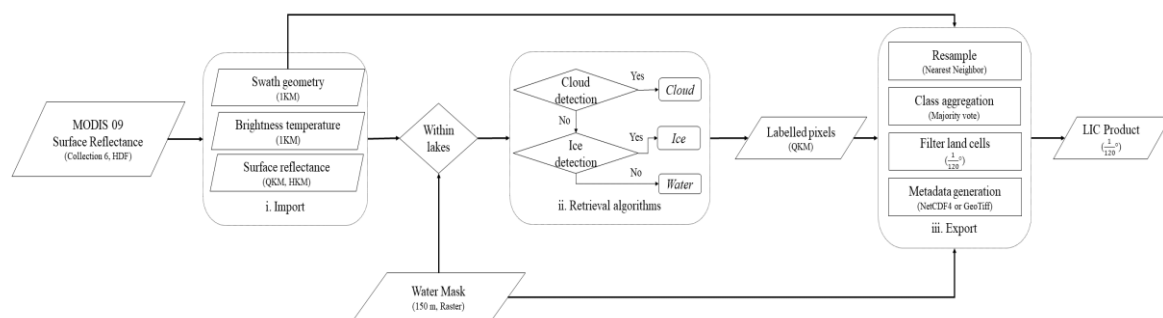 MODIS 09
Surface Reflectance
(Collection 6, HDF)
Swath geometry
(1KM)
Brightness temperature
(1KM)
Surface reflectance
(QKM, HKM)
i. Import
Within
lakes
Water Mask
(150 m, Raster)
Cloud
detection
Yes
Cloud
No
Ice
detection
Yes
Ice
No
Water
ii. Retrieval algorithms
Labelled pixels
(QKM)
Resample
(Nearest Neighbor)
Class aggregation
(Majority vote)
Filter land cells
(1/120°)
Metadata generation
(NetCDF4 or GeoTiff)
iii. Export
LIC Product
(1/120°)